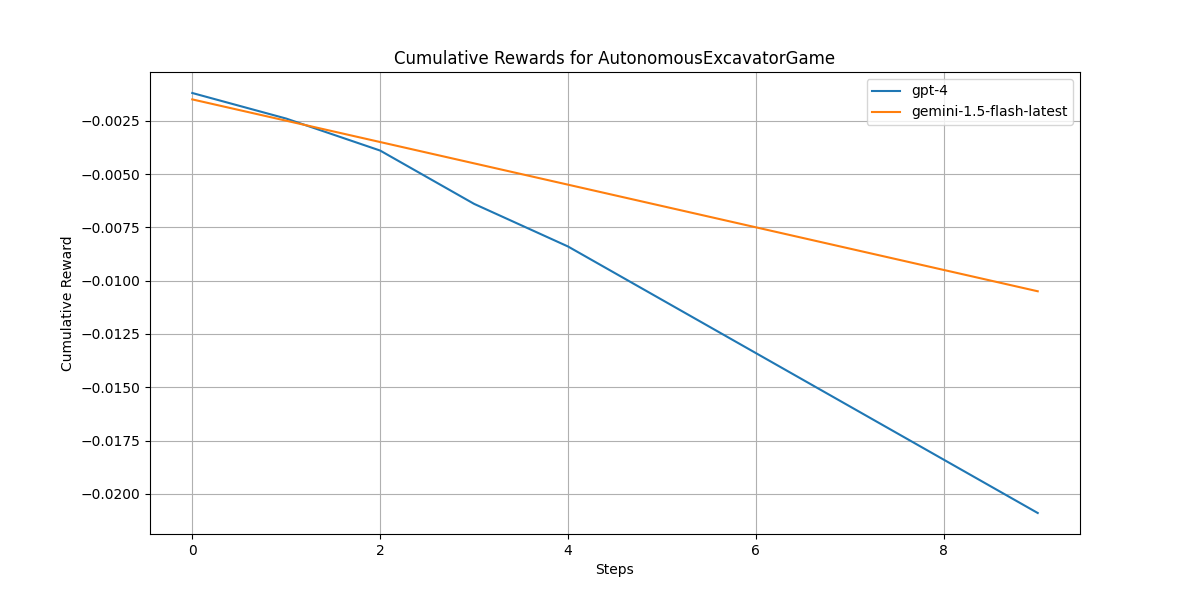 Cumulative Rewards for AutonomousExcavatorGame
gpt-4
gemini-1.5-flash-latest
Cumulative Reward
−0.0025
−0.0050
−0.0075
−0.0100
−0.0125
−0.0150
−0.0175
−0.0200
0 2 4 6 8
Steps